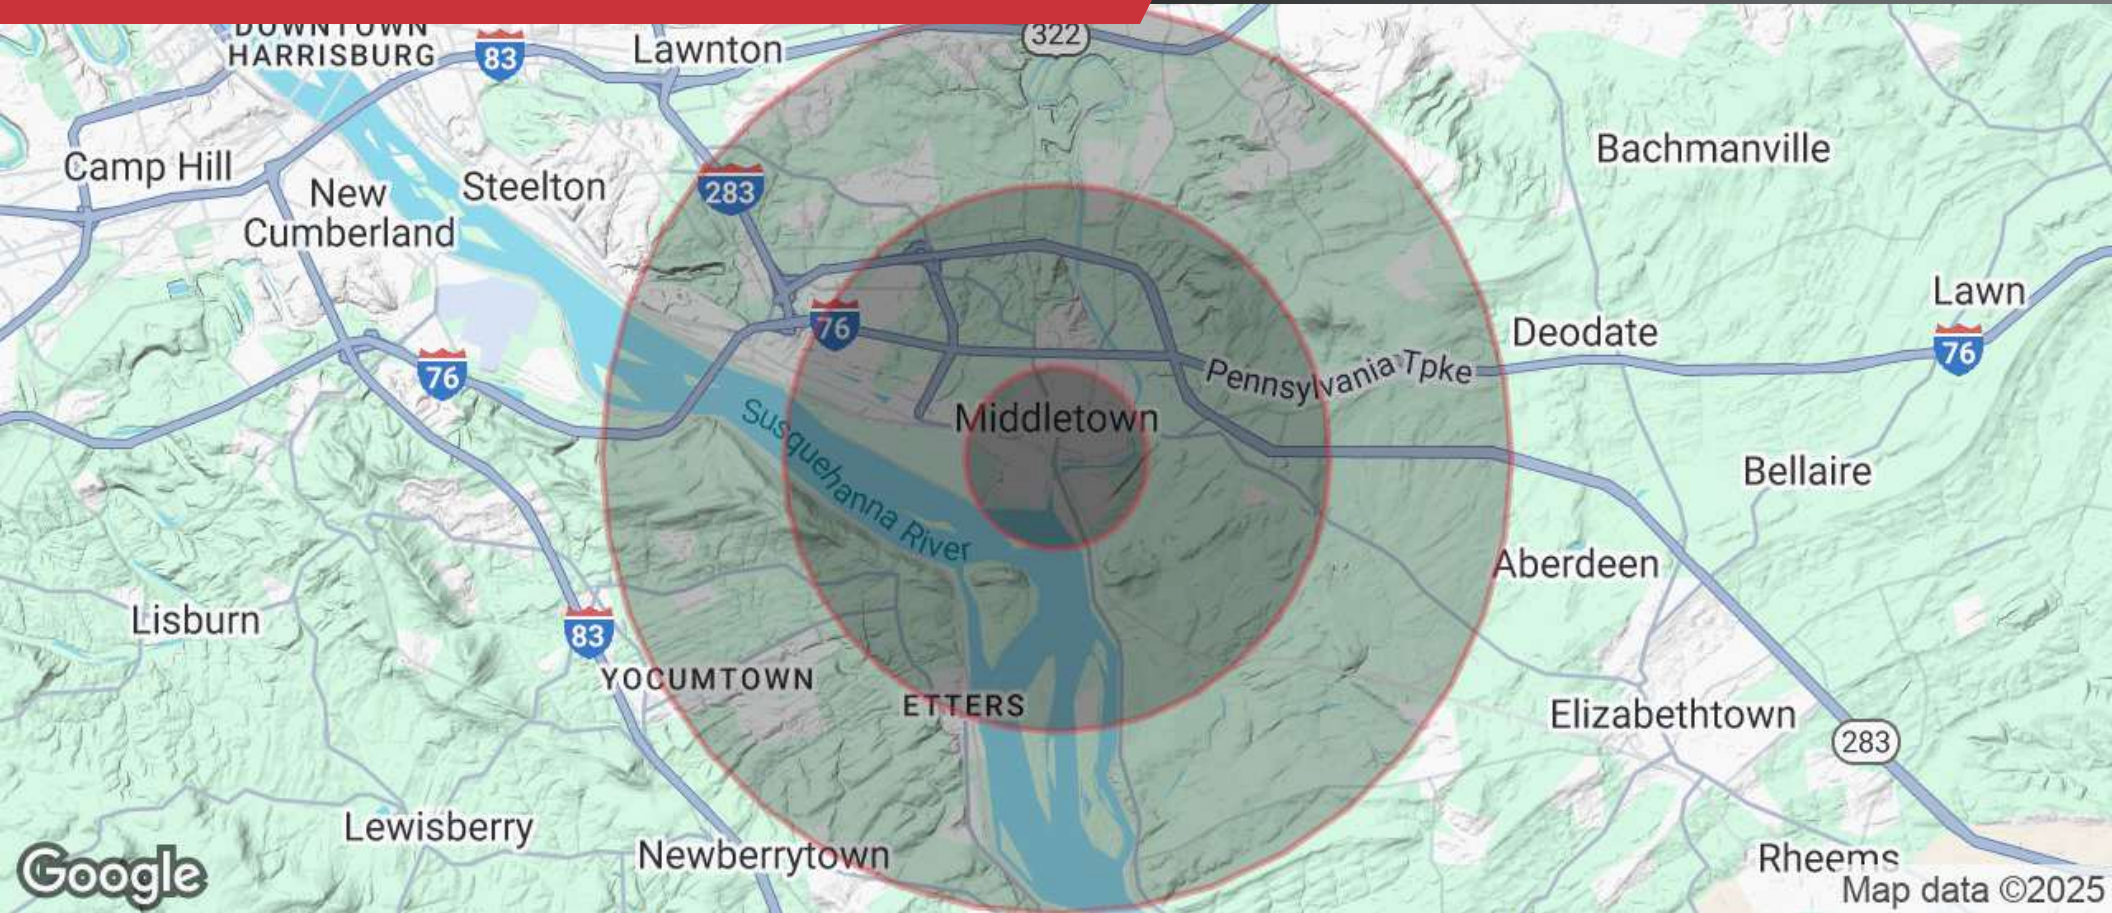 DOWNTOWN
HARRISBURG
83
Lawnton
322
Camp Hill
New
Cumberland
Steelton
283
Bachmanville
76
Lawn
Deodate
76
76
Pennsylvania Tpke
Middletown
Susquehanna River
Bellaire
Aberdeen
Lisburn
83
YOCUMTOWN
ETTERS
Elizabethtown
283
Lewisberry
Newberrytown
Rheems
Google
Map data ©2025